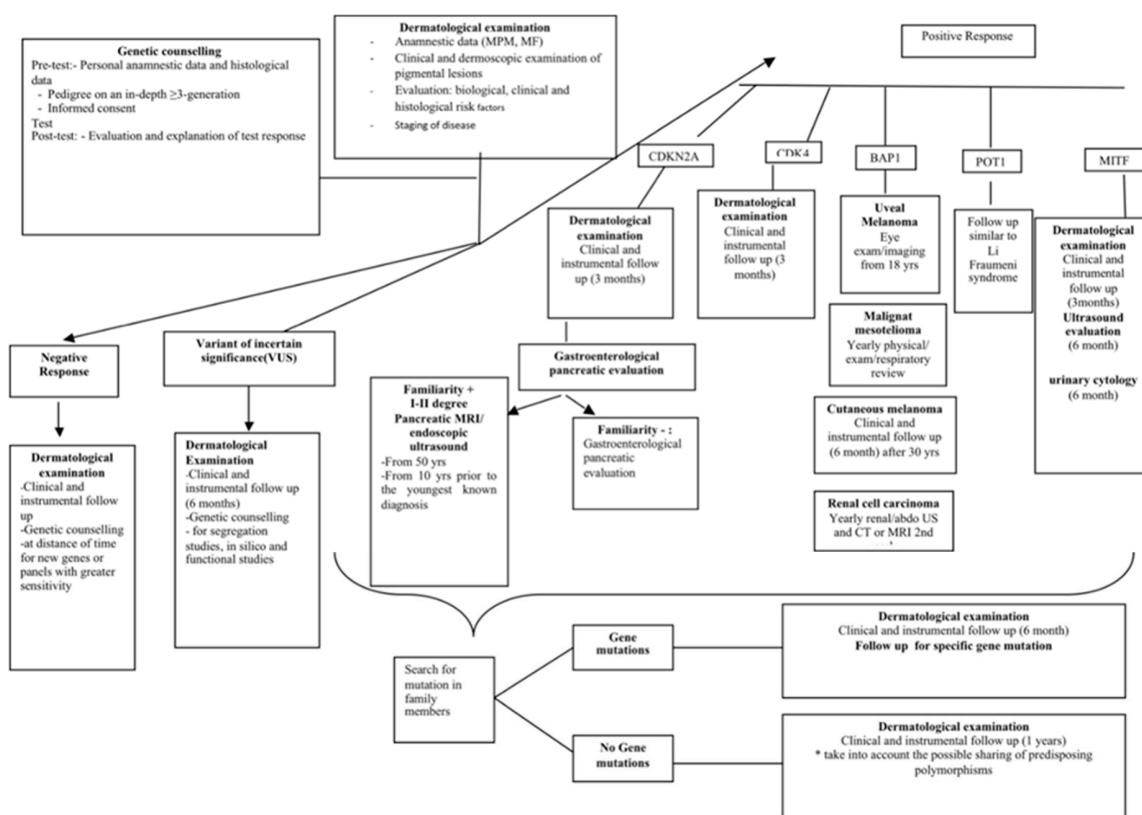 Genetic counselling
Pre-test:- Personal anamnestic data and histological
data
- Pedigree on an in-depth ≥3-generation
- Informed consent
Test
Post-test: - Evaluation and explanation of test response
Dermatological examination
- Anamnestic data (MPM, MF)
- Clinical and dermoscopic examination of
pigmental lesions
- Evaluation: biological, clinical and
histological risk factors
- Staging of disease
Positive Response
CDKN2A
CDK4
BAP1
POT1
MITF
Dermatological
examination
Clinical and
instrumental follow
up (3 months)
Dermatological
examination
Clinical and
instrumental
follow up (3
months)
Uveal
Melanoma
Eye
exam/imaging
from 18 yrs
Follow up
similar to
Li
Fraumeni
syndrome
Dermatological
examination
Clinical and
instrumental
follow up
(3months)
Ultrasound
evaluation
(6 month)
urinary cytology
(6 month)
Malignat
mesotelioma
Yearly physical/
exam/respiratory
review
Cutaneous melanoma
Clinical and
instrumental follow up
(6 month) after 30 yrs
Renal cell carcinoma
Yearly renal/abdo US
and CT or MRI 2nd
Negative
Response
Variant of incertain
significance(VUS)
Gastroenterological
pancreatic evaluation
Familiarity +
I-II degree
Pancreatic MRI/
endoscopic
ultrasound
-From 50 yrs
-From 10 yrs prior to
the youngest known
diagnosis
Familiarity - :
Gastroenterological
pancreatic
evaluation
Dermatological
examination
-Clinical and
instrumental follow
up
-Genetic counselling
-at distance of time
for new genes or
panels with greater
sensitivity
Dermatological
Examination
-Clinical and
instrumental follow up
(6 months)
-Genetic counselling
- for segregation
studies, in silico and
functional studies
Search for
mutation in
family
members
Gene
mutations
Dermatological examination
Clinical and instrumental follow up (6 month)
Follow up for specific gene mutation
No Gene
mutations
Dermatological examination
Clinical and instrumental follow up (1 years)
* take into account the possible sharing of predisposing
polymorphisms